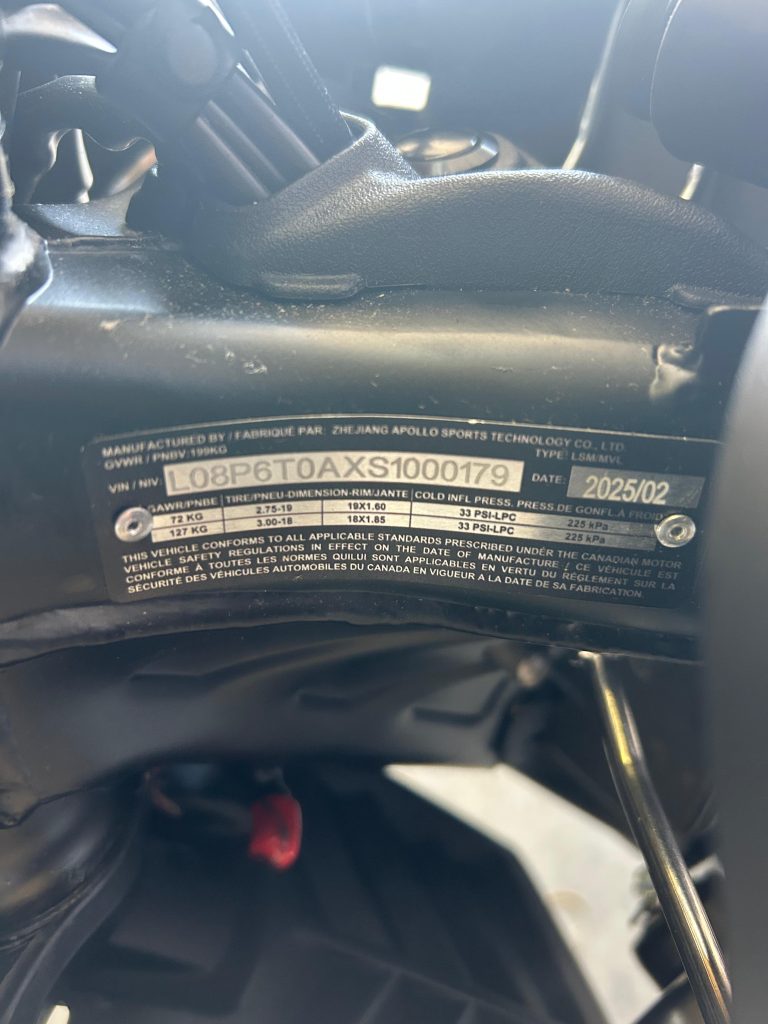 MANUFACTURED BY / FABRIQUÉ PAR: ZHEJIANG APOLLO SPORTS TECHNOLOGY CO., LTD.
GVWR / PNBV:199KG TYPE: LSM/MVL
VIN / NIV: L08P6T0AXS1000179 DATE: 2025/02
GAWR/PNBE TIRE/PNEU-DIMENSION-RIM/JANTE COLD INFL PRESS. PRESS.DE GONFL.À FROID
72 KG 2.75-19 19X1.60 33 PSI-LPC 225 kPa
127 KG 3.00-18 18X1.85 33 PSI-LPC 225 kPa
THIS VEHICLE CONFORMS TO ALL APPLICABLE STANDARDS PRESCRIBED UNDER THE CANADIAN MOTOR
VEHICLE SAFETY REGULATIONS IN EFFECT ON THE DATE OF MANUFACTURE / CE VÉHICULE EST
CONFORME À TOUTES LES NORMES QUILUI SONT APPLICABLES EN VERTU DU RÉGLEMENT SUR LA
SÉCURITÉ DES VÉHICULES AUTOMOBILES DU CANADA EN VIGUEUR A LA DATE DE SA FABRICATION.